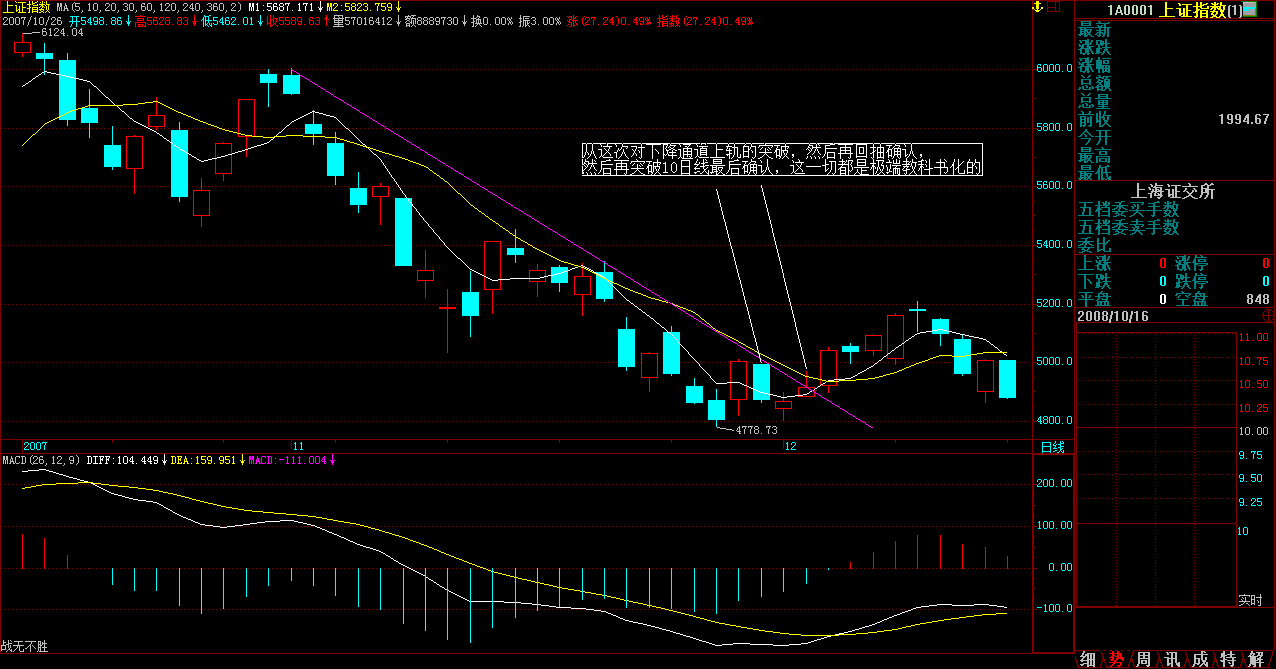 上证指数 MA(5,10,20,30,60,120,240,360,2) M1:5687.171↓M2:5823.759↓
2007/10/26 开5498.86↓高5628.83↓低5462.01↓收5589.63↑量57016412↓额8889730↓换0.00% 振3.00% 涨(27.24)0.49% 指数(27.24)0.49%
6124.04
队这次对下降通道上轨的突破，然后再回抽确认，
然后再突破10日线最后确认，这一切都是极端教科书化的
4778.73
6000.0
5800.0
5600.0
5400.0
5200.0
5000.0
4800.0
2007
11
12
日线
MACD(26,12,9) DIFF:104.449↓DEA:159.951↓MACD:-111.004↓
200.00
100.00
0.00
-100.0
战无不胜
1A0001 上证指数[1]
最新
涨跌
涨幅
总额
总量
前收 1994.67
今开
最高
最低
上海证交所
五档委买手数
五档委卖手数
委比
上涨 0 涨停 0
下跌 0 跌停 0
平盘 0 空盘 848
2008/10/16
11.00
10.75
10.50
10.25
10.00
9.75
9.50
9.25
10
实时
细 势 周 讯 成 特 解